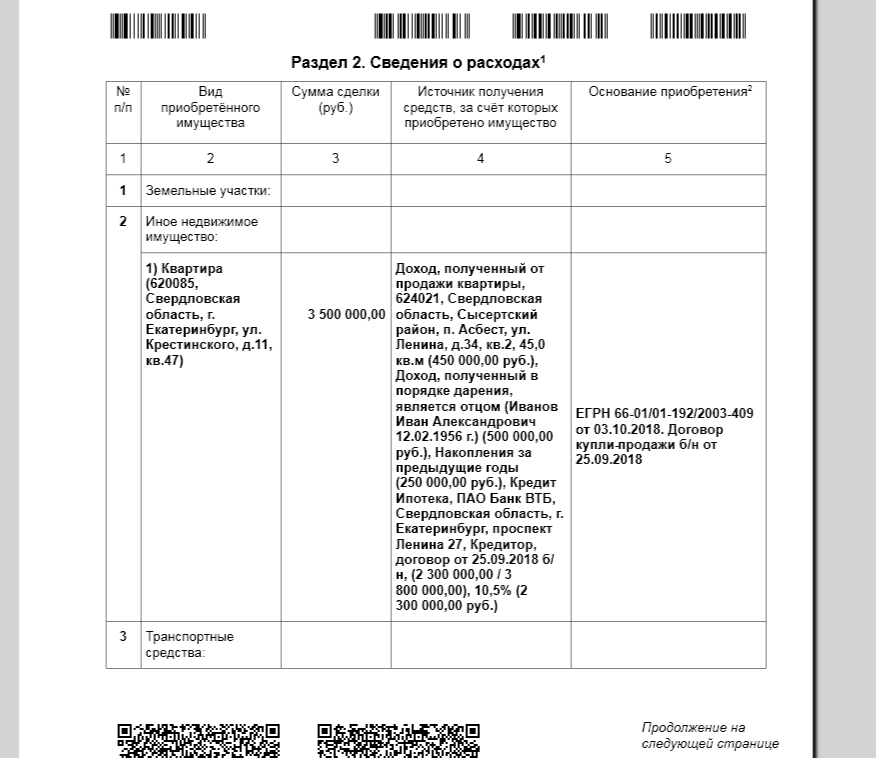 Раздел 2. Сведения о расходах¹
№ п/п
Вид приобретённого имущества
Сумма сделки (руб.)
Источник получения средств, за счёт которых приобретено имущество
Основание приобретения²
1
2
3
4
5
1
Земельные участки:
2
Иное недвижимое
имущество:
1) Квартира
(620085,
Свердловская
область, г.
Екатеринбург, ул.
Крестинского, д.11,
кв.47)
3 500 000,00
Доход, полученный от
продажи квартиры,
624021, Свердловская
область, Сысертский
район, п. Асбест, ул.
Ленина, д.34, кв.2, 45,0
кв.м (450 000,00 руб.),
Доход, полученный в
порядке дарения,
является отцом (Иванов
Иван Александрович
12.02.1956 г.) (500 000,00
руб.), Накопления за
предыдущие годы
(250 000,00 руб.), Кредит
Ипотека, ПАО Банк ВТБ,
Свердловская область, г.
Екатеринбург, проспект
Ленина 27, Кредитор,
договор от 25.09.2018 б/
н, (2 300 000,00 / 3
800 000,00), 10,5% (2
300 000,00 руб.)
ЕГРН 66-01/01-192/2003-409
от 03.10.2018. Договор
купли-продажи б/н от
25.09.2018
3
Транспортные
средства:
Продолжение на
следующей странице